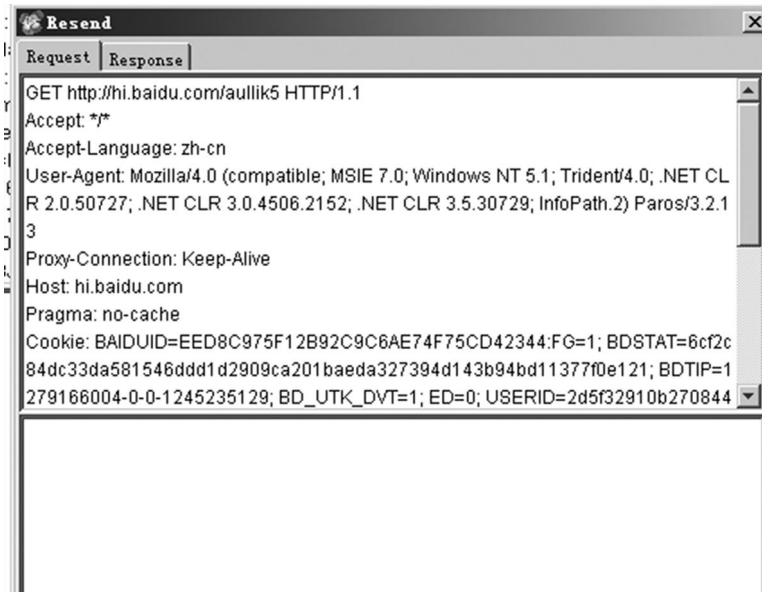 Resend
Request Response
GET http://hi.baidu.com/aullik5 HTTP/1.1
Accept: */*
Accept-Language: zh-cn
User-Agent: Mozilla/4.0 (compatible; MSIE 7.0; Windows NT 5.1; Trident/4.0; .NET CL
R 2.0.50727; .NET CLR 3.0.4506.2152; .NET CLR 3.5.30729; InfoPath.2) Paros/3.2.1
3
Proxy-Connection: Keep-Alive
Host: hi.baidu.com
Pragma: no-cache
Cookie: BAIDUID=EED8C975F12B92C9C6AE74F75CD42344:FG=1; BDSTAT=6cf2c
84dc33da581546ddd1d2909ca201baeda327394d143b94bd11377f0e121; BDTIP=1
279166004-0-0-1245235129; BD_UTK_DVT=1; ED=0; USERID=2d5f32910b270844